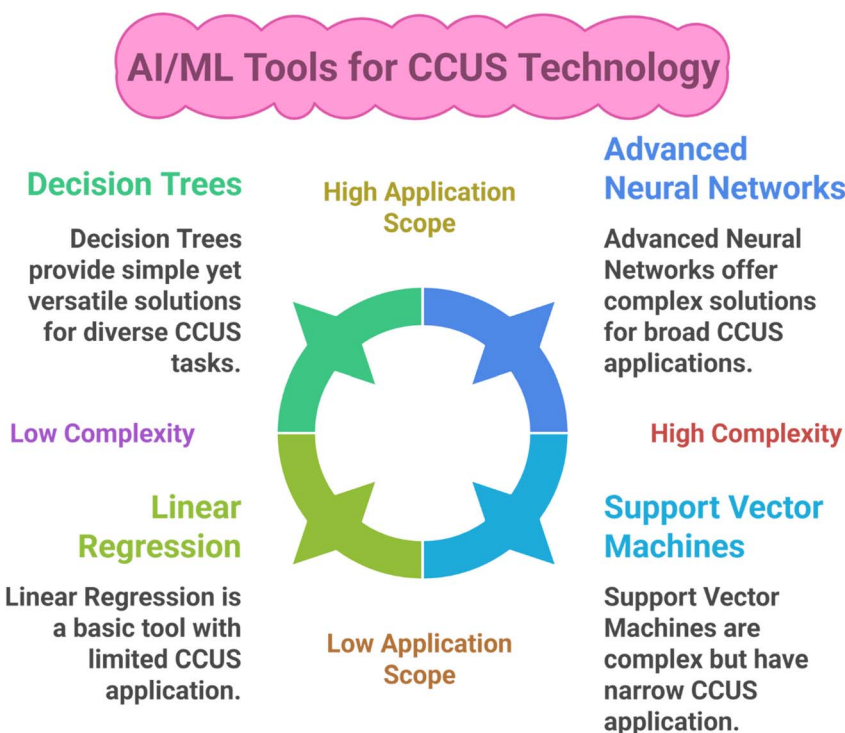 AI/ML Tools for CCUS Technology
Decision Trees
Decision Trees
provide simple yet
versatile solutions
for diverse CCUS
tasks.
High Application
Scope
Advanced
Neural Networks
Advanced Neural
Networks offer
complex solutions
for broad CCUS
applications.
Low Complexity
High Complexity
Linear
Regression
Linear Regression is
a basic tool with
limited CCUS
application.
Low Application
Scope
Support Vector
Machines
Support Vector
Machines are
complex but have
narrow CCUS
application.